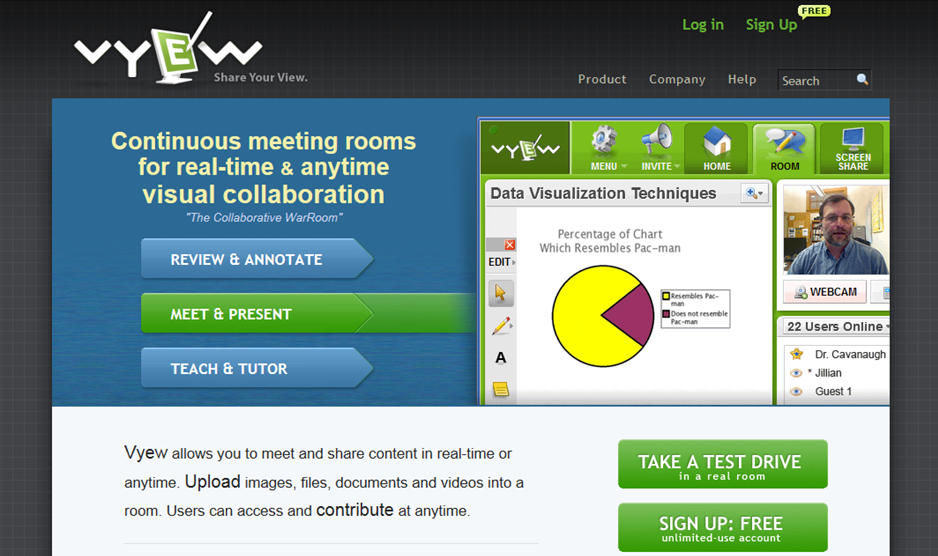 FREE
Log in Sign Up
VYEW
Share Your View.
Product Company Help Search
Continuous meeting rooms
for real-time & anytime
visual collaboration
"The Collaborative WarRoom"
REVIEW & ANNOTATE
MEET & PRESENT
TEACH & TUTOR
VYEW
MENU INVITE HOME ROOM SCREEN
SHARE
Data Visualization Techniques
Percentage of Chart
Which Resembles Pac-man
EDIT
A
Resembles Pac-
man
Does not resemble
Pac-man
WEBCAM
22 Users Online
Dr. Cavanaugh
* Jillian
Guest 1
Vyew allows you to meet and share content in real-time or
anytime. Upload images, files, documents and videos into a
room. Users can access and contribute at anytime.
TAKE A TEST DRIVE
in a real room
SIGN UP: FREE
unlimited-use account